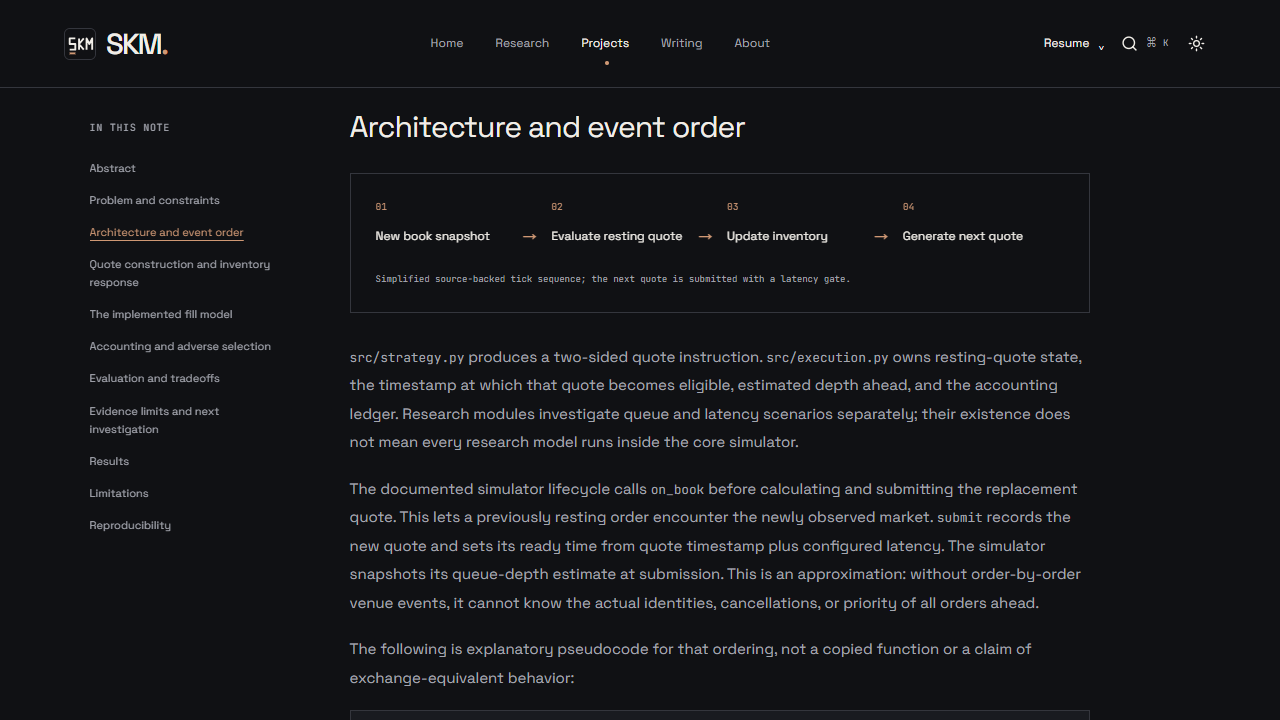 SKM SKM.
Home Research Projects Writing About
Resume ⌘ K
IN THIS NOTE
Abstract
Problem and constraints
Architecture and event order
Quote construction and inventory
response
The implemented fill model
Accounting and adverse selection
Evaluation and tradeoffs
Evidence limits and next
investigation
Results
Limitations
Reproducibility
Architecture and event order
01 02 03 04
New book snapshot → Evaluate resting quote → Update inventory → Generate next quote
Simplified source-backed tick sequence; the next quote is submitted with a latency gate.
src/strategy.py produces a two-sided quote instruction. src/execution.py owns resting-quote state,
the timestamp at which that quote becomes eligible, estimated depth ahead, and the accounting
ledger. Research modules investigate queue and latency scenarios separately; their existence does
not mean every research model runs inside the core simulator.
The documented simulator lifecycle calls on_book before calculating and submitting the replacement
quote. This lets a previously resting order encounter the newly observed market. submit records the
new quote and sets its ready time from quote timestamp plus configured latency. The simulator
snapshots its queue-depth estimate at submission. This is an approximation: without order-by-order
venue events, it cannot know the actual identities, cancellations, or priority of all orders ahead.
The following is explanatory pseudocode for that ordering, not a copied function or a claim of
exchange-equivalent behavior: